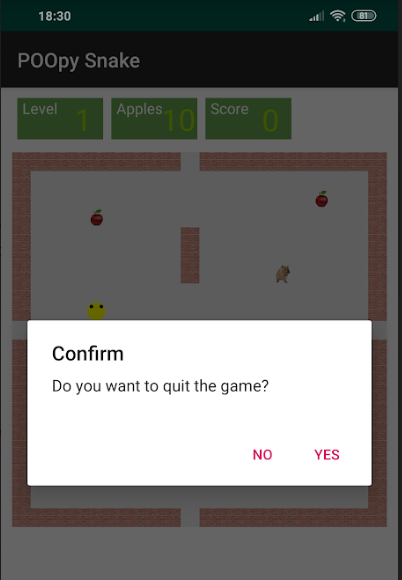 18:30
81
POOpy Snake
Level 1 Apples 10 Score 0
Confirm
Do you want to quit the game?
NO YES